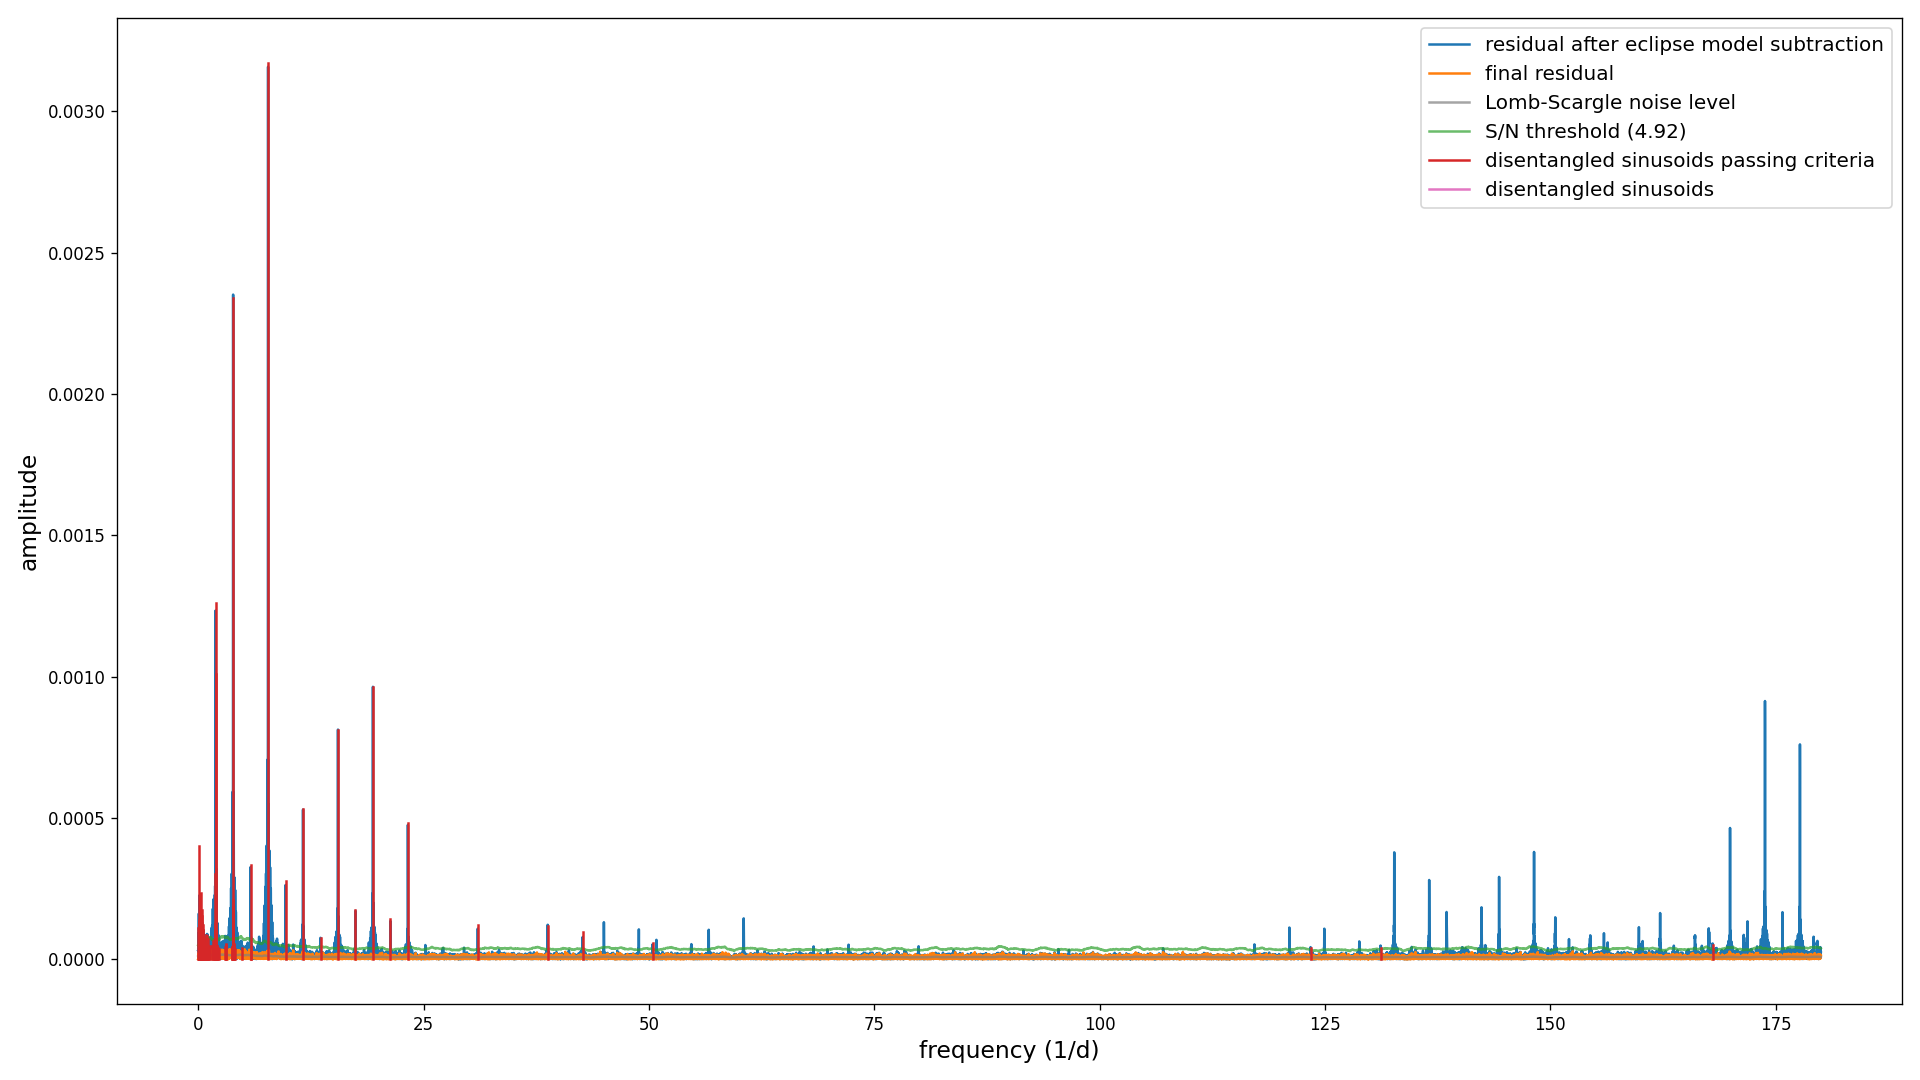 residual after eclipse model subtraction
final residual
Lomb-Scargle noise level
S/N threshold (4.92)
disentangled sinusoids passing criteria
disentangled sinusoids
0.0030
0.0025
0.0020
0.0015
0.0010
0.0005
0.0000
amplitude
0 25 50 75 100 125 150 175
frequency (1/d)